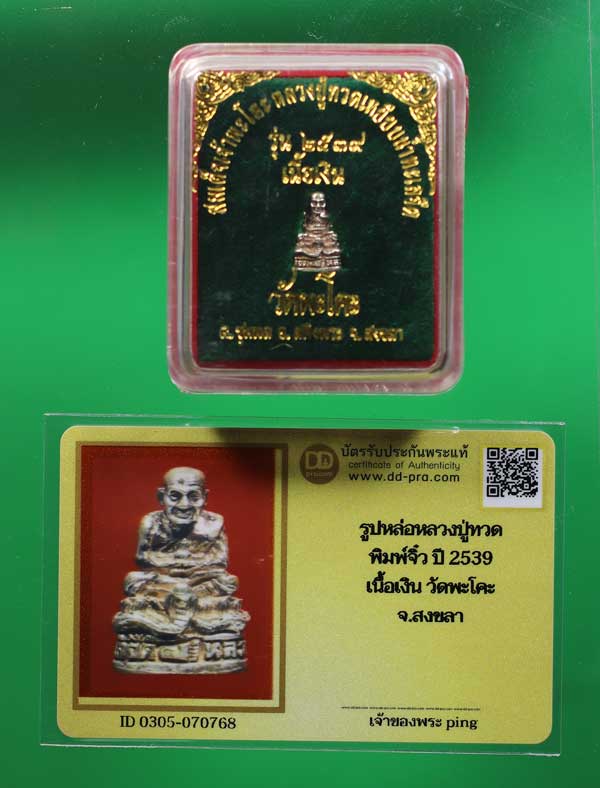 สมเด็จเจ้าพะโคะ หลวงปู่ทวดเหยียบน้ำทะเลจืด
รุ่น ๒๕๓๙
เนื้อเงิน
วัดพะโคะ
ต. ชุมพล อ. สทิงพระ จ. สงขลา
DD
pra.com
บัตรรับประกันพระแท้
certificate of Authenticity
www.dd-pra.com
รูปหล่อหลวงปู่ทวด
พิมพ์จิ๋ว ปี 2539
เนื้อเงิน วัดพะโคะ
จ.สงขลา
ID 0305-070768
เจ้าของพระ ping